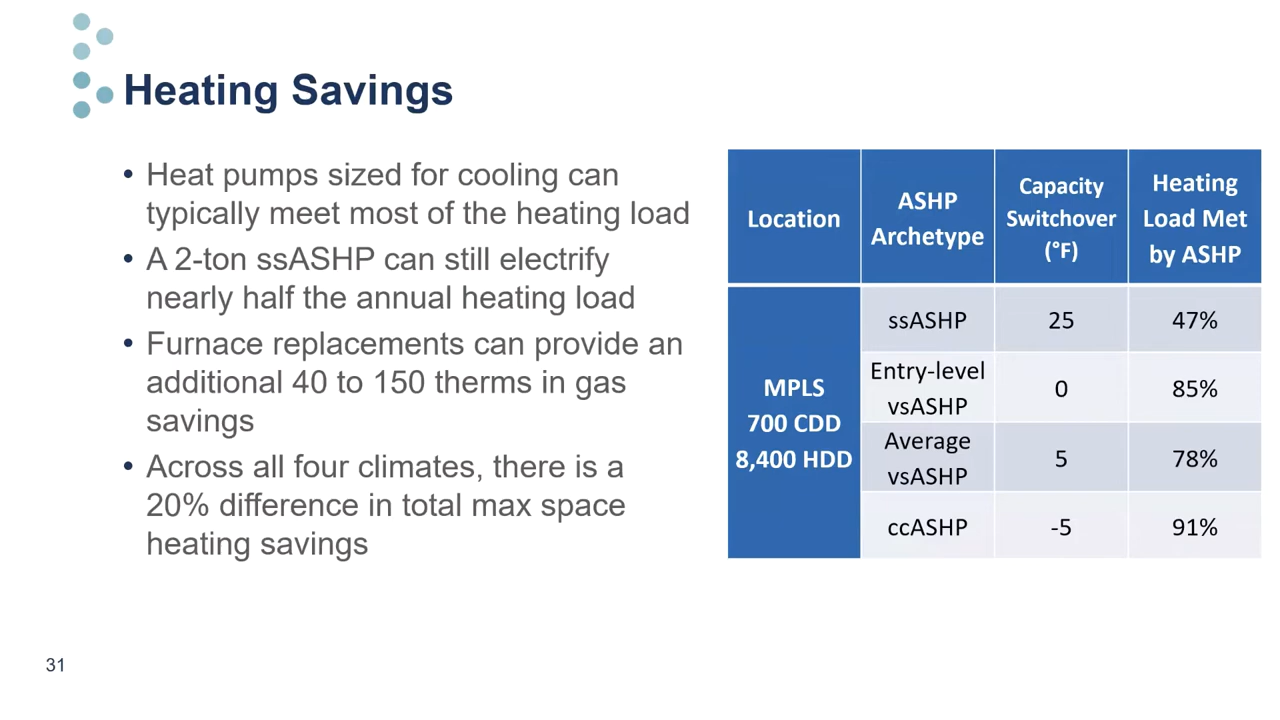 Heating Savings
• Heat pumps sized for cooling can
typically meet most of the heating load
• A 2-ton ssASHP can still electrify
nearly half the annual heating load
• Furnace replacements can provide an
additional 40 to 150 therms in gas
savings
• Across all four climates, there is a
20% difference in total max space
heating savings
Location
ASHP
Archetype
Capacity
Switchover
(°F)
Heating
Load Met
by ASHP
MPLS
700 CDD
8,400 HDD
ssASHP
25
47%
Entry-level
vsASHP
0
85%
Average
vsASHP
5
78%
ccASHP
-5
91%
31